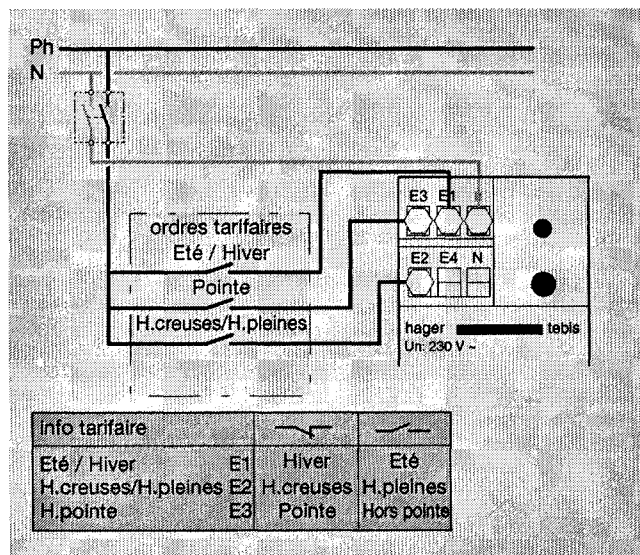 Ph
N
E3 E1
ordres tarifaires
Eté / Hiver
E2 E4 N
Pointe
H.creuses/H.pleines
hager tebis
Un: 230 V ~
info tarifaire
Eté / Hiver E1 Hiver Eté
H.creuses/H.pleines E2 H.creuses H.pleines
H.pointe E3 Pointe Hors pointe